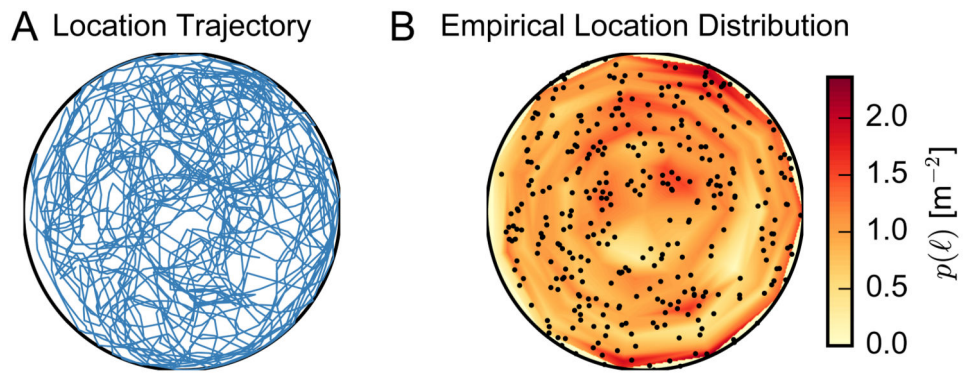 A Location Trajectory
B Empirical Location Distribution
2.0
1.5
1.0
0.5
0.0
p(ℓ) [m⁻²]